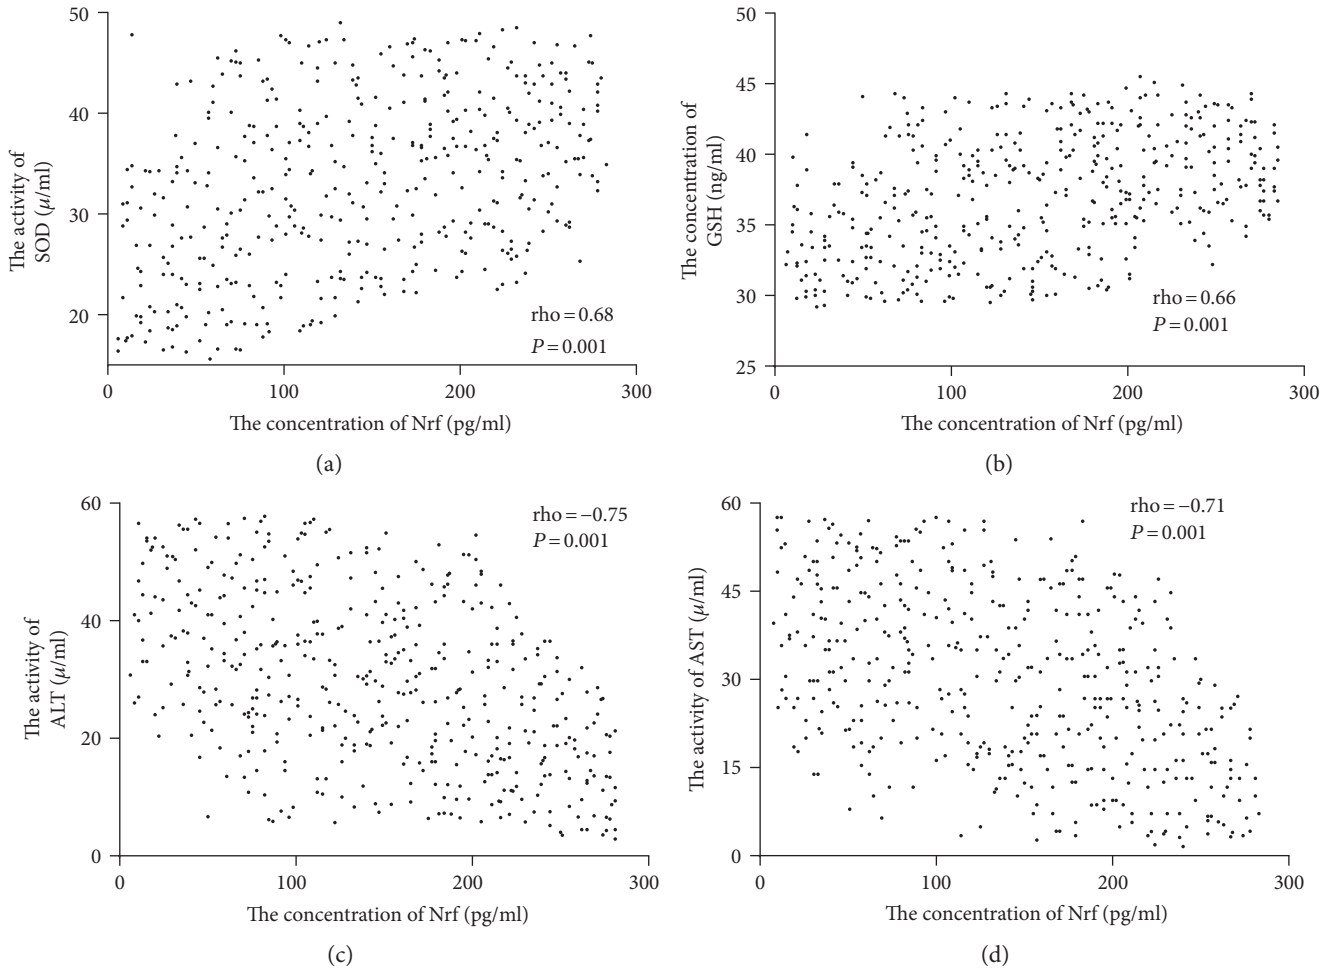 50
40
30
20
The activity of
SOD (μ/ml)
rho = 0.68
P = 0.001
0 100 200 300
The concentration of Nrf (pg/ml)
(a)
50
45
40
35
30
25
The concentration of
GSH (ng/ml)
rho = 0.66
P = 0.001
0 100 200 300
The concentration of Nrf (pg/ml)
(b)
60
40
20
0
The activity of
ALT (μ/ml)
rho = −0.75
P = 0.001
0 100 200 300
The concentration of Nrf (pg/ml)
(c)
60
45
30
15
0
The activity of AST (μ/ml)
rho = −0.71
P = 0.001
0 100 200 300
The concentration of Nrf (pg/ml)
(d)